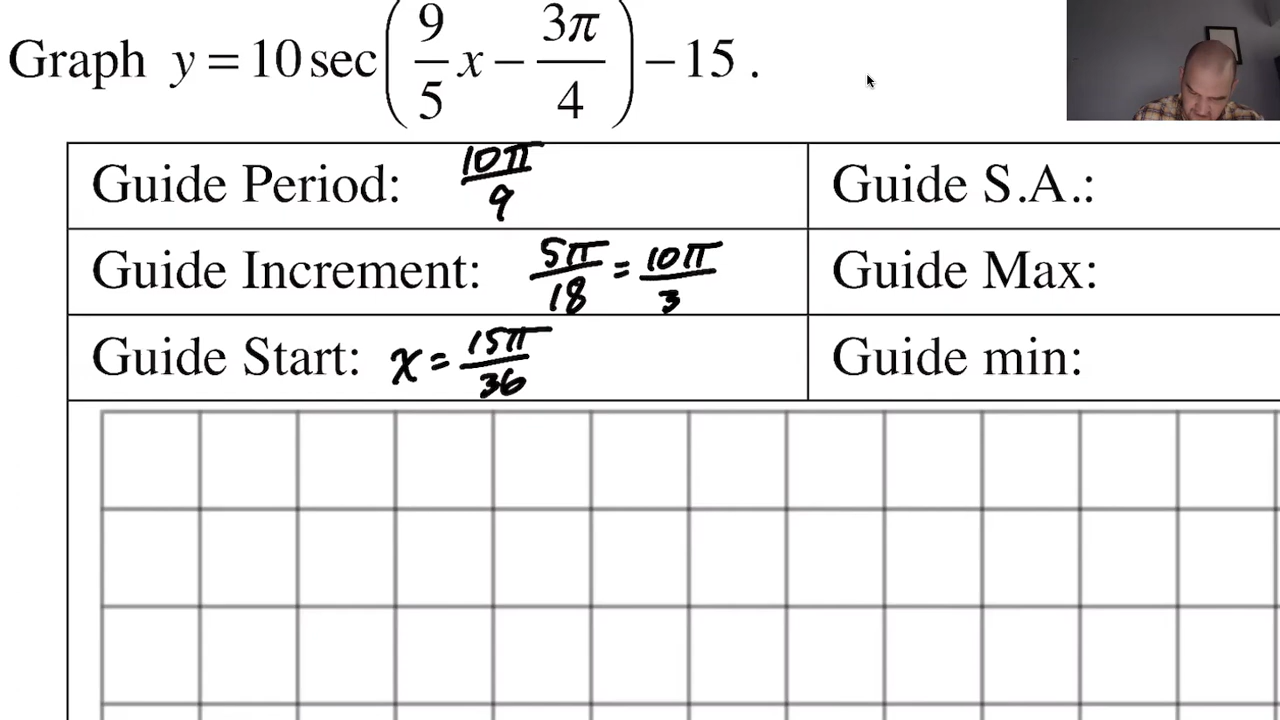 Graph y = 10 sec(9/5 x − 3π/4) − 15 .
Guide Period: 10π/9
Guide S.A.:
Guide Increment: 5π/18 = 10π/3
Guide Max:
Guide Start: x = 15π/36
Guide min: